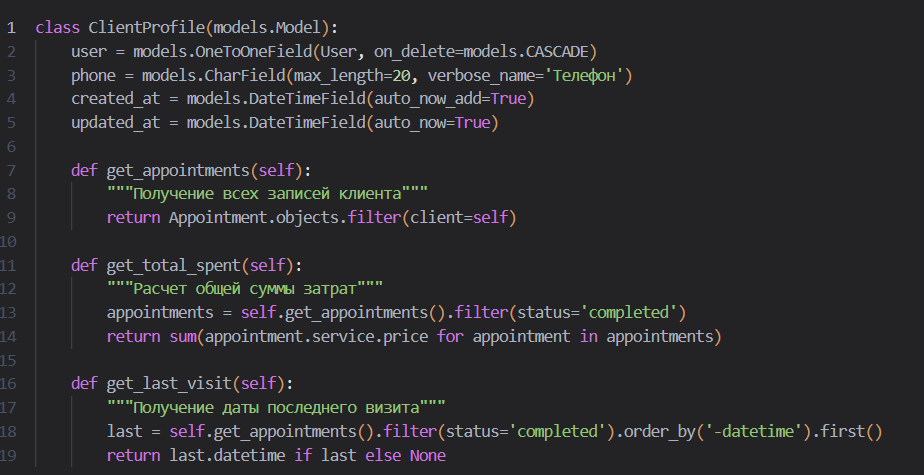 1 class ClientProfile(models.Model):
2     user = models.OneToOneField(User, on_delete=models.CASCADE)
3     phone = models.CharField(max_length=20, verbose_name='Телефон')
4     created_at = models.DateTimeField(auto_now_add=True)
5     updated_at = models.DateTimeField(auto_now=True)
6
7     def get_appointments(self):
8         """Получение всех записей клиента"""
9         return Appointment.objects.filter(client=self)
10
11     def get_total_spent(self):
12         """Расчет общей суммы затрат"""
13         appointments = self.get_appointments().filter(status='completed')
14         return sum(appointment.service.price for appointment in appointments)
15
16     def get_last_visit(self):
17         """Получение даты последнего визита"""
18         last = self.get_appointments().filter(status='completed').order_by('-datetime').first()
19         return last.datetime if last else None